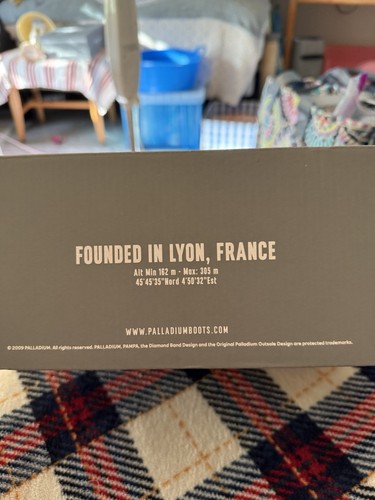 FOUNDED IN LYON, FRANCE
Alt Min 162 m - Max: 305 m
45°45'35"Nord 4°50'32"Est
WWW.PALLADIUMBOOTS.COM
© 2009 PALLADIUM. All rights reserved. PALLADIUM, PAMPA, the Diamond Band Design and the Original Palladium Outsole Design are protected trademarks.